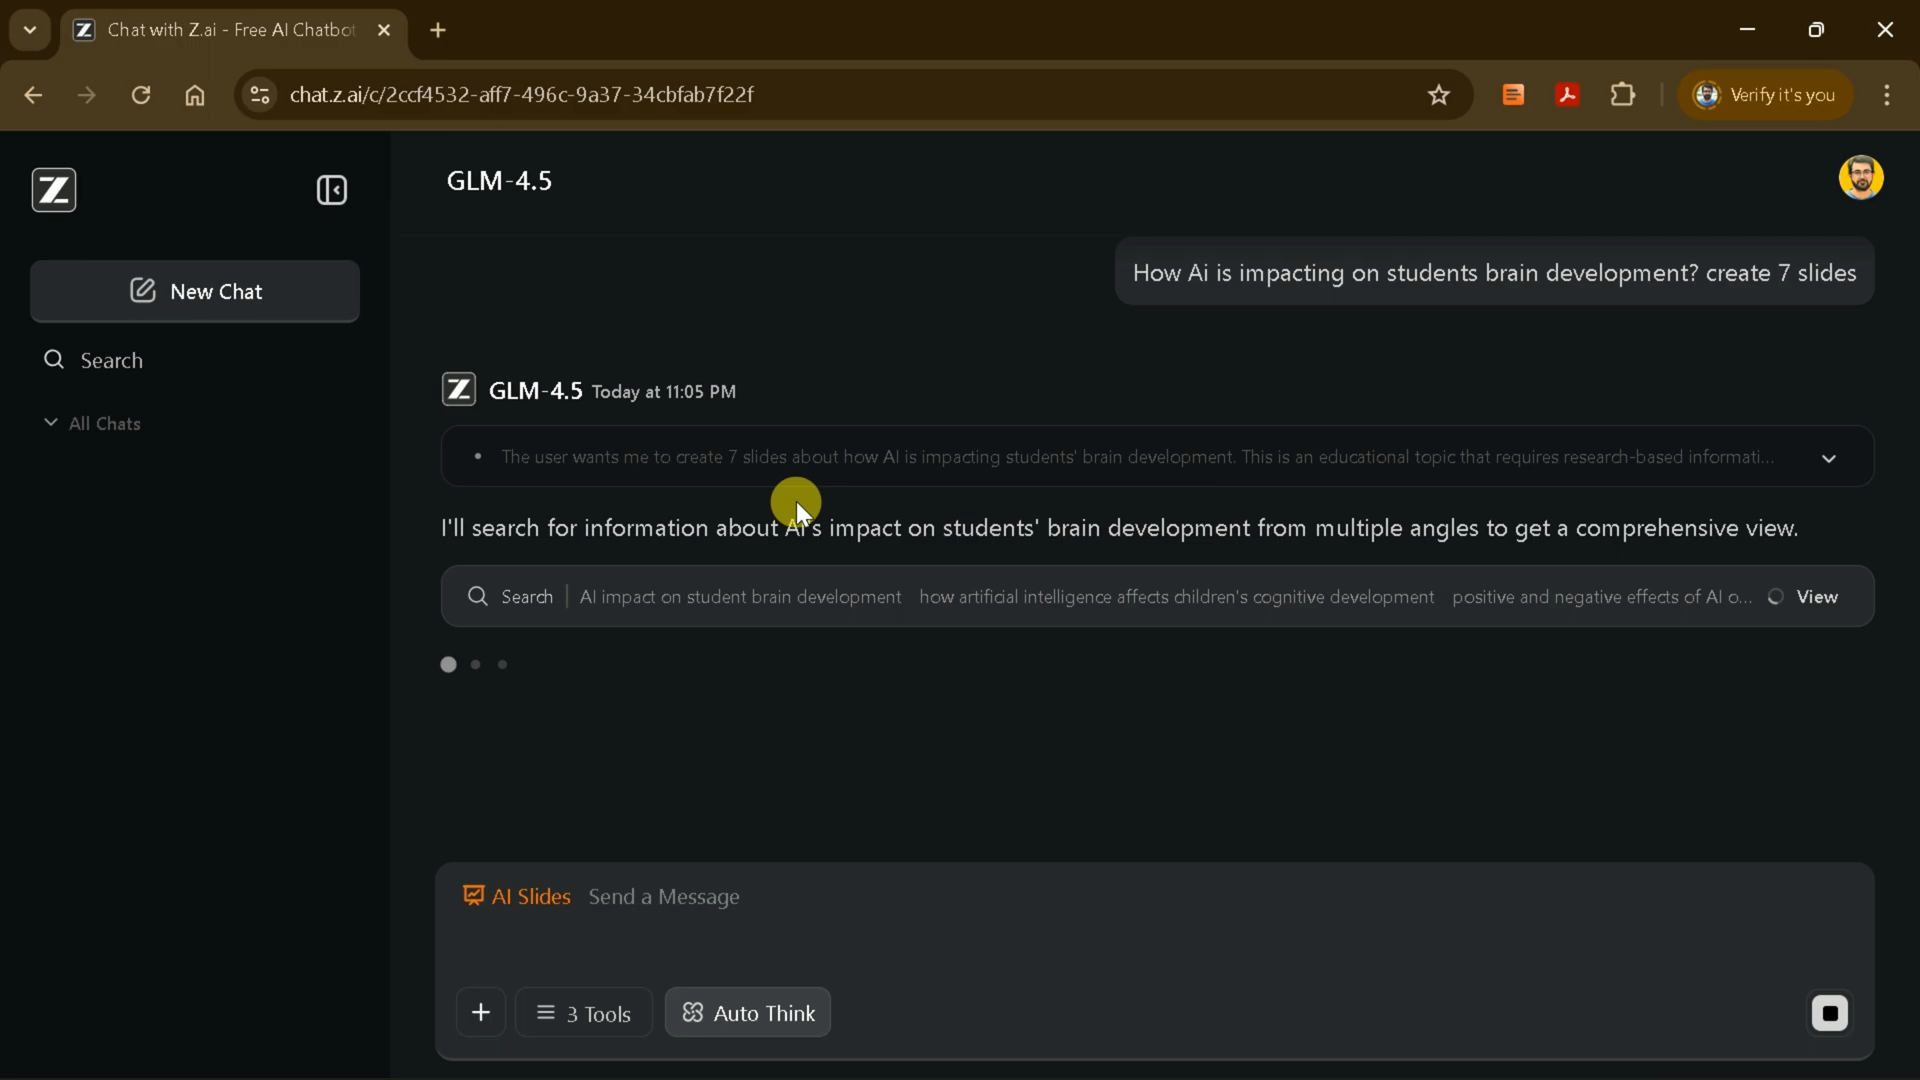 Chat with Z.ai - Free AI Chatbot
chat.z.ai/c/2ccf4532-aff7-496c-9a37-34cbfab7f22f
Verify it's you
Z
GLM-4.5
New Chat
Search
All Chats
How Ai is impacting on students brain development? create 7 slides
Z GLM-4.5 Today at 11:05 PM
• The user wants me to create 7 slides about how AI is impacting students' brain development. This is an educational topic that requires research-based informati...
I'll search for information about AI's impact on students' brain development from multiple angles to get a comprehensive view.
Search | AI impact on student brain development how artificial intelligence affects children's cognitive development positive and negative effects of AI o... View
AI Slides Send a Message
+ 3 Tools Auto Think